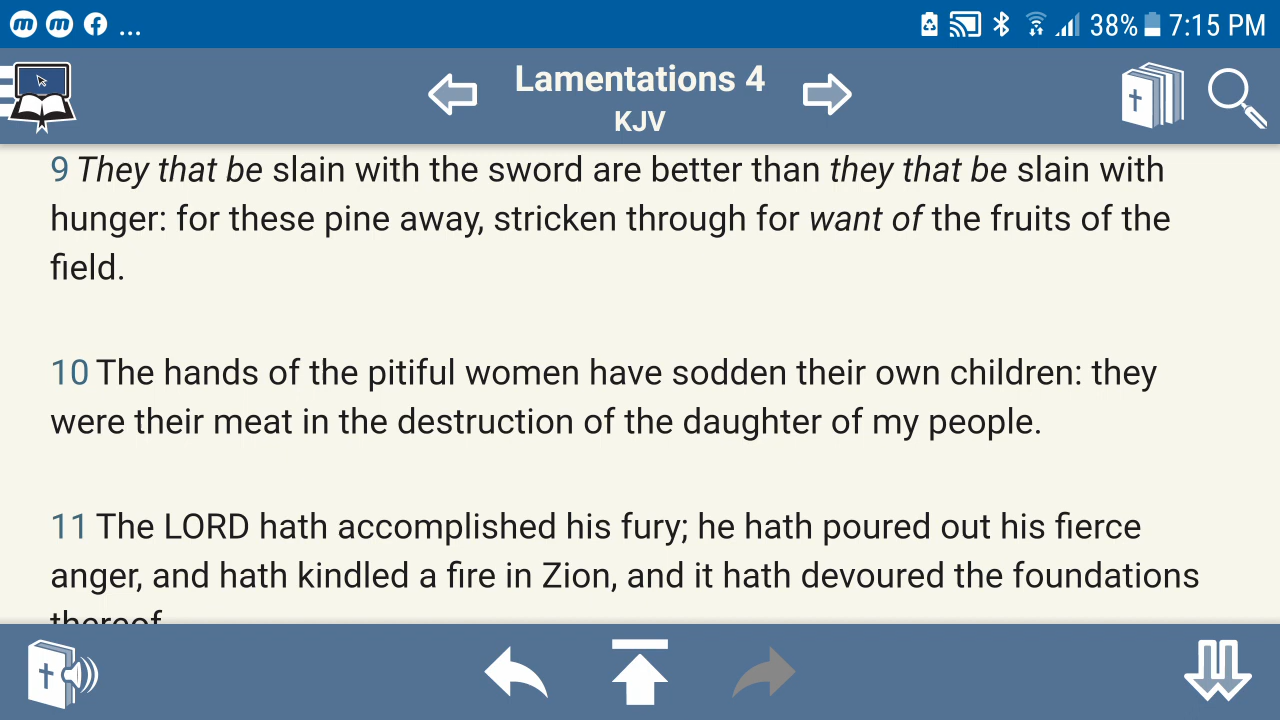 ... 38% 7:15 PM
Lamentations 4
KJV
9 They that be slain with the sword are better than they that be slain with
hunger: for these pine away, stricken through for want of the fruits of the
field.
10 The hands of the pitiful women have sodden their own children: they
were their meat in the destruction of the daughter of my people.
11 The LORD hath accomplished his fury; he hath poured out his fierce
anger, and hath kindled a fire in Zion, and it hath devoured the foundations
thereof